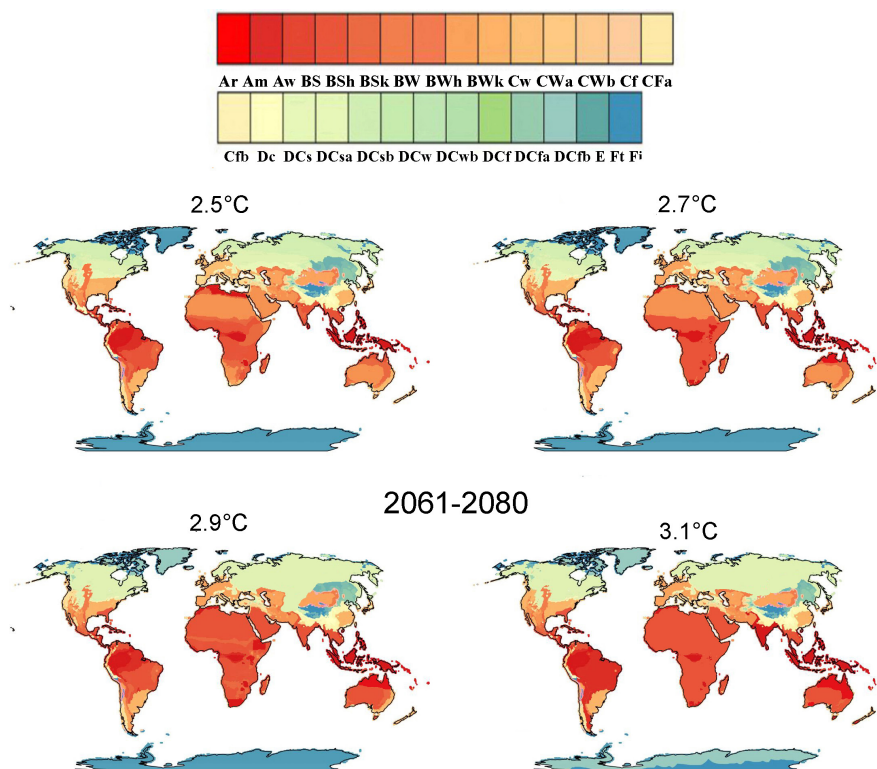 Ar Am Aw BS BSh BSk BW BWh BWk Cw CWa CWb Cf CFa
Cfb Dc DCs DCsa DCsb DCw DCwb DCf DCfa DCfb E Ft Fi
2.5°C
2.7°C
2061-2080
2.9°C
3.1°C